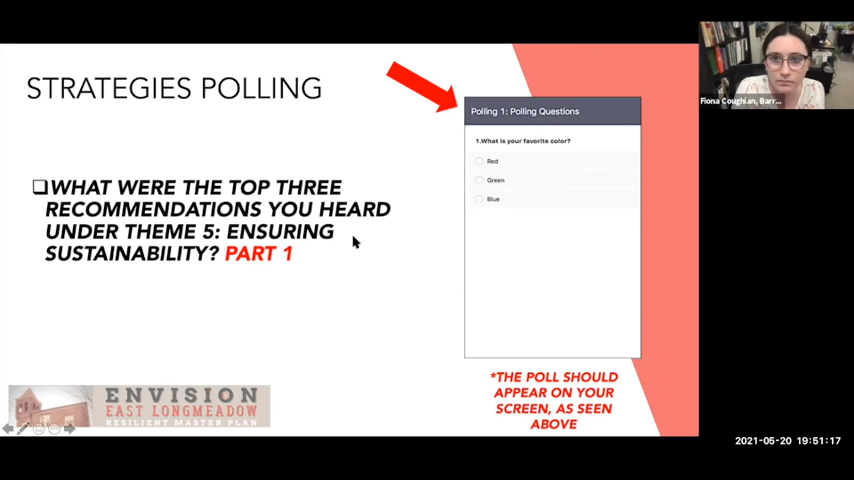 STRATEGIES POLLING
❑WHAT WERE THE TOP THREE
RECOMMENDATIONS YOU HEARD
UNDER THEME 5: ENSURING
SUSTAINABILITY? PART 1
Polling 1: Polling Questions
1.What is your favorite color?
Red
Green
Blue
*THE POLL SHOULD
APPEAR ON YOUR
SCREEN, AS SEEN
ABOVE
ENVISION
EAST LONGMEADOW
RESILIENT MASTER PLAN
Fiona Coughlan, Barr...
2021-05-20 19:51:17